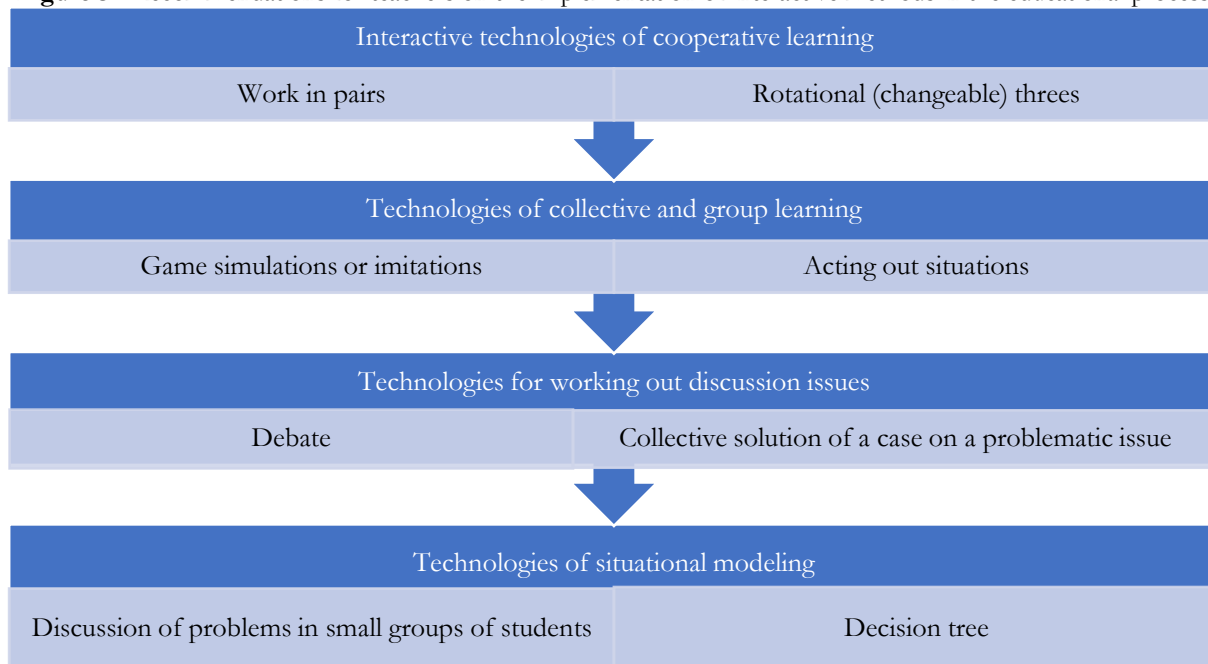 Interactive technologies of cooperative learning
Work in pairs
Rotational (changeable) threes
Technologies of collective and group learning
Game simulations or imitations
Acting out situations
Technologies for working out discussion issues
Debate
Collective solution of a case on a problematic issue
Technologies of situational modeling
Discussion of problems in small groups of students
Decision tree